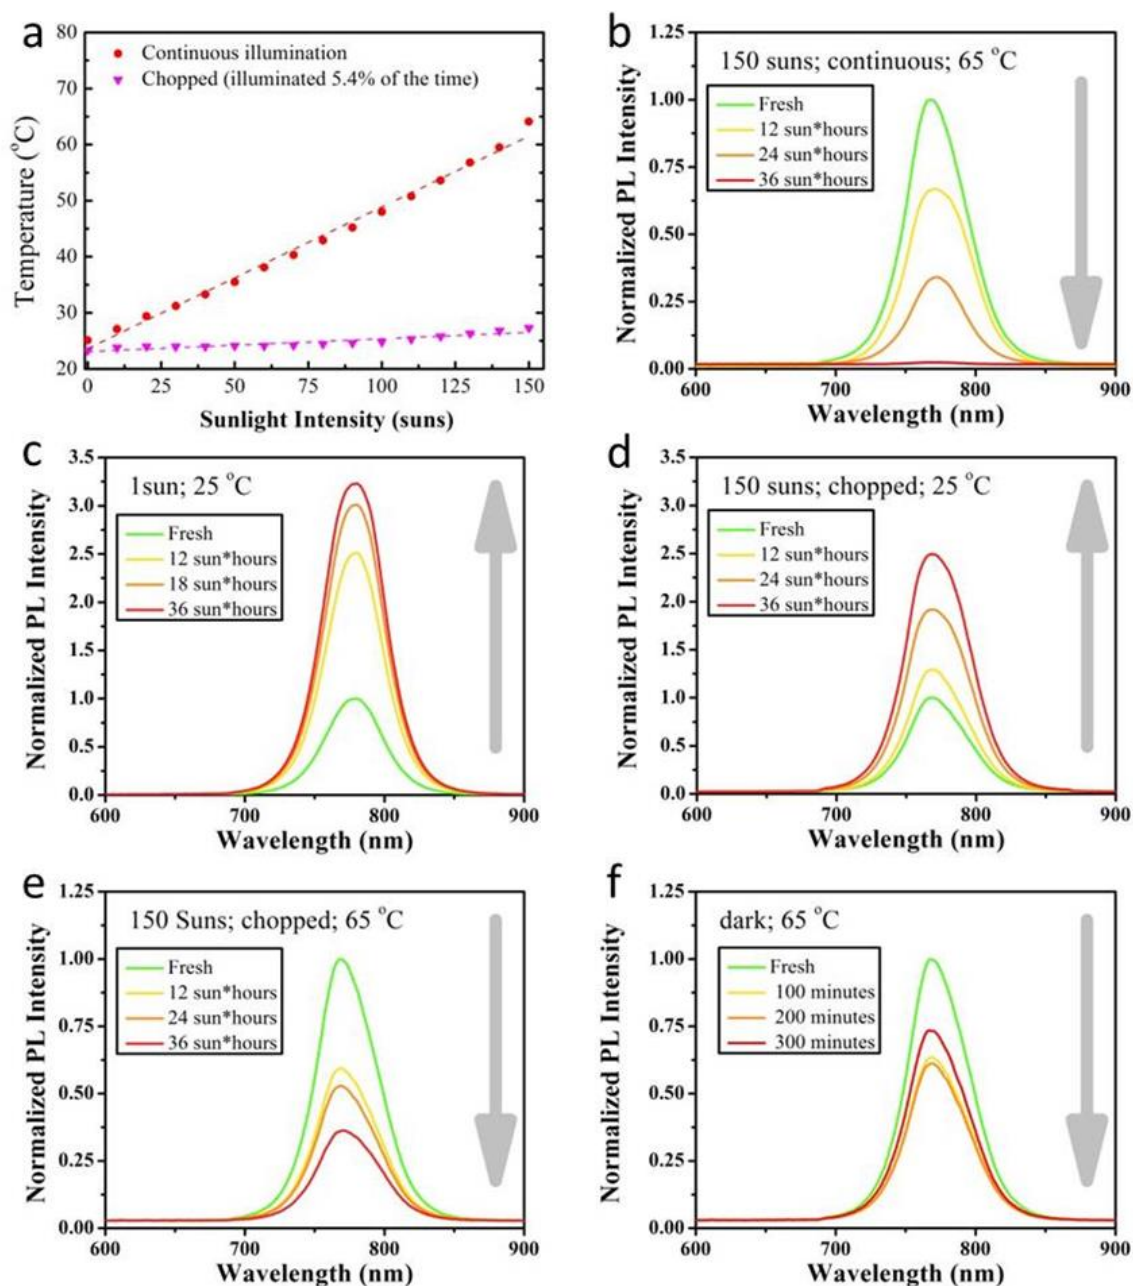 a
80
70
60
50
40
30
20
Temperature (°C)
Continuous illumination
Chopped (illuminated 5.4% of the time)
0 25 50 75 100 125 150
Sunlight Intensity (suns)
b
1.25
1.00
0.75
0.50
0.25
0.00
Normalized PL Intensity
150 suns; continuous; 65 °C
Fresh
12 sun*hours
24 sun*hours
36 sun*hours
600 700 800 900
Wavelength (nm)
c
3.5
3.0
2.5
2.0
1.5
1.0
0.5
0.0
Normalized PL Intensity
1sun; 25 °C
Fresh
12 sun*hours
18 sun*hours
36 sun*hours
600 700 800 900
Wavelength (nm)
d
3.5
3.0
2.5
2.0
1.5
1.0
0.5
0.0
Normalized PL Intensity
150 suns; chopped; 25 °C
Fresh
12 sun*hours
24 sun*hours
36 sun*hours
600 700 800 900
Wavelength (nm)
e
1.25
1.00
0.75
0.50
0.25
0.00
Normalized PL Intensity
150 Suns; chopped; 65 °C
Fresh
12 sun*hours
24 sun*hours
36 sun*hours
600 700 800 900
Wavelength (nm)
f
1.25
1.00
0.75
0.50
0.25
0.00
Normalized PL Intensity
dark; 65 °C
Fresh
100 minutes
200 minutes
300 minutes
600 700 800 900
Wavelength (nm)